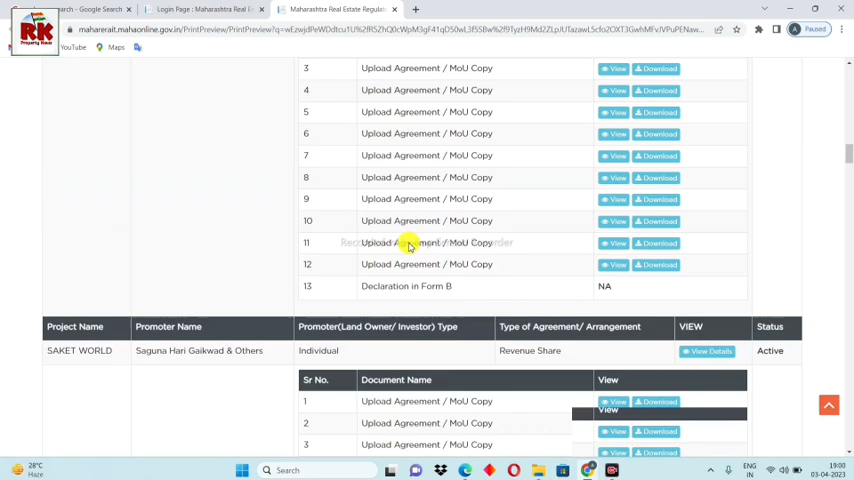 search - Google Search
Login Page : Maharashtra Real Es
Maharashtra Real Estate Regulato
maharerait.mahaonline.gov.in/PrintPreview/PrintPreview?q=
A Paused
RK
Property News
YouTube
Maps
3 Upload Agreement / MoU Copy View Download
4 Upload Agreement / MoU Copy View Download
5 Upload Agreement / MoU Copy View Download
6 Upload Agreement / MoU Copy View Download
7 Upload Agreement / MoU Copy View Download
8 Upload Agreement / MoU Copy View Download
9 Upload Agreement / MoU Copy View Download
10 Upload Agreement / MoU Copy View Download
11 Upload Agreement / MoU Copy View Download
12 Upload Agreement / MoU Copy View Download
13 Declaration in Form B NA
Project Name Promoter Name Promoter(Land Owner/ Investor) Type Type of Agreement/ Arrangement VIEW Status
SAKET WORLD Saguna Hari Gaikwad & Others Individual Revenue Share View Details Active
Sr No. Document Name View
1 Upload Agreement / MoU Copy View Download
View
2 Upload Agreement / MoU Copy View Download
3 Upload Agreement / MoU Copy View Download
28°C
Haze
Search
ENG
IN
19:00
03-04-2023